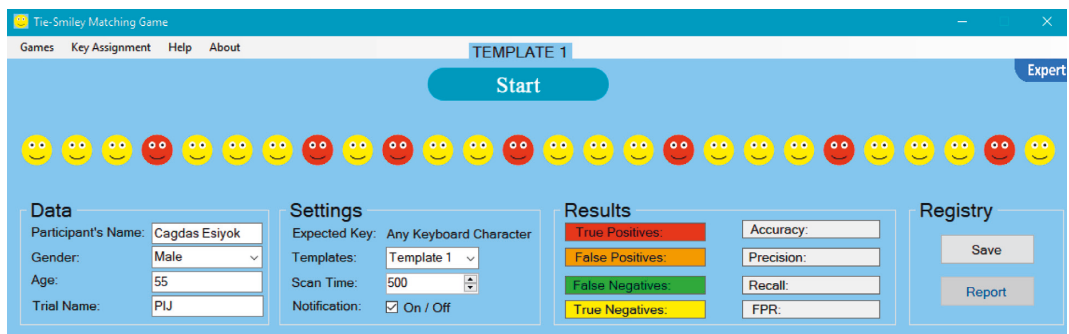 Tie-Smiley Matching Game
Games Key Assignment Help About
TEMPLATE 1
Expert
Start
Data
Participant's Name: Cagdas Esiyok
Gender: Male
Age: 55
Trial Name: PIJ
Settings
Expected Key: Any Keyboard Character
Templates: Template 1
Scan Time: 500
Notification: On / Off
Results
True Positives:
False Positives:
False Negatives:
True Negatives:
Accuracy:
Precision:
Recall:
FPR:
Registry
Save
Report